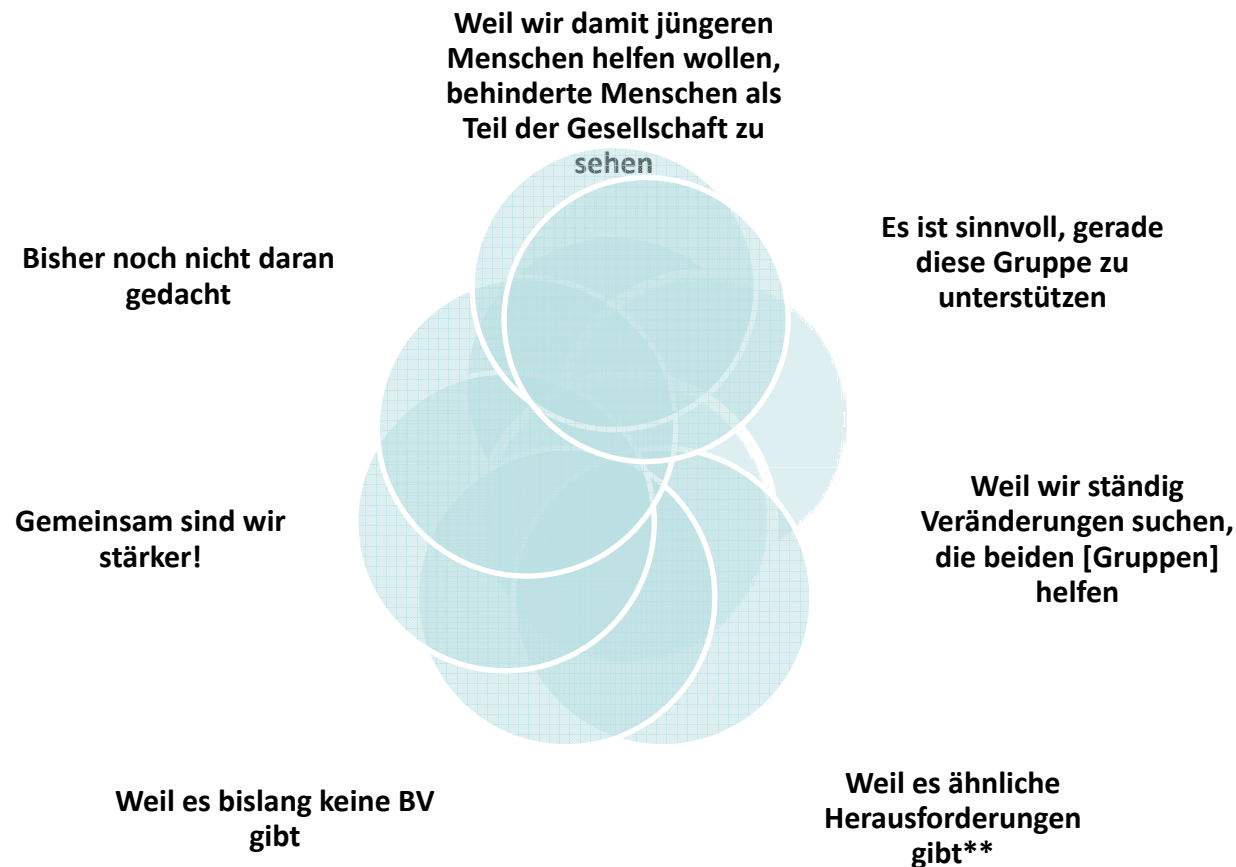 Weil wir damit jüngeren
Menschen helfen wollen,
behinderte Menschen als
Teil der Gesellschaft zu
sehen
Es ist sinnvoll, gerade
diese Gruppe zu
unterstützen
Weil wir ständig
Veränderungen suchen,
die beiden [Gruppen]
helfen
Weil es ähnliche
Herausforderungen
gibt**
Weil es bislang keine BV
gibt
Gemeinsam sind wir
stärker!
Bisher noch nicht daran
gedacht